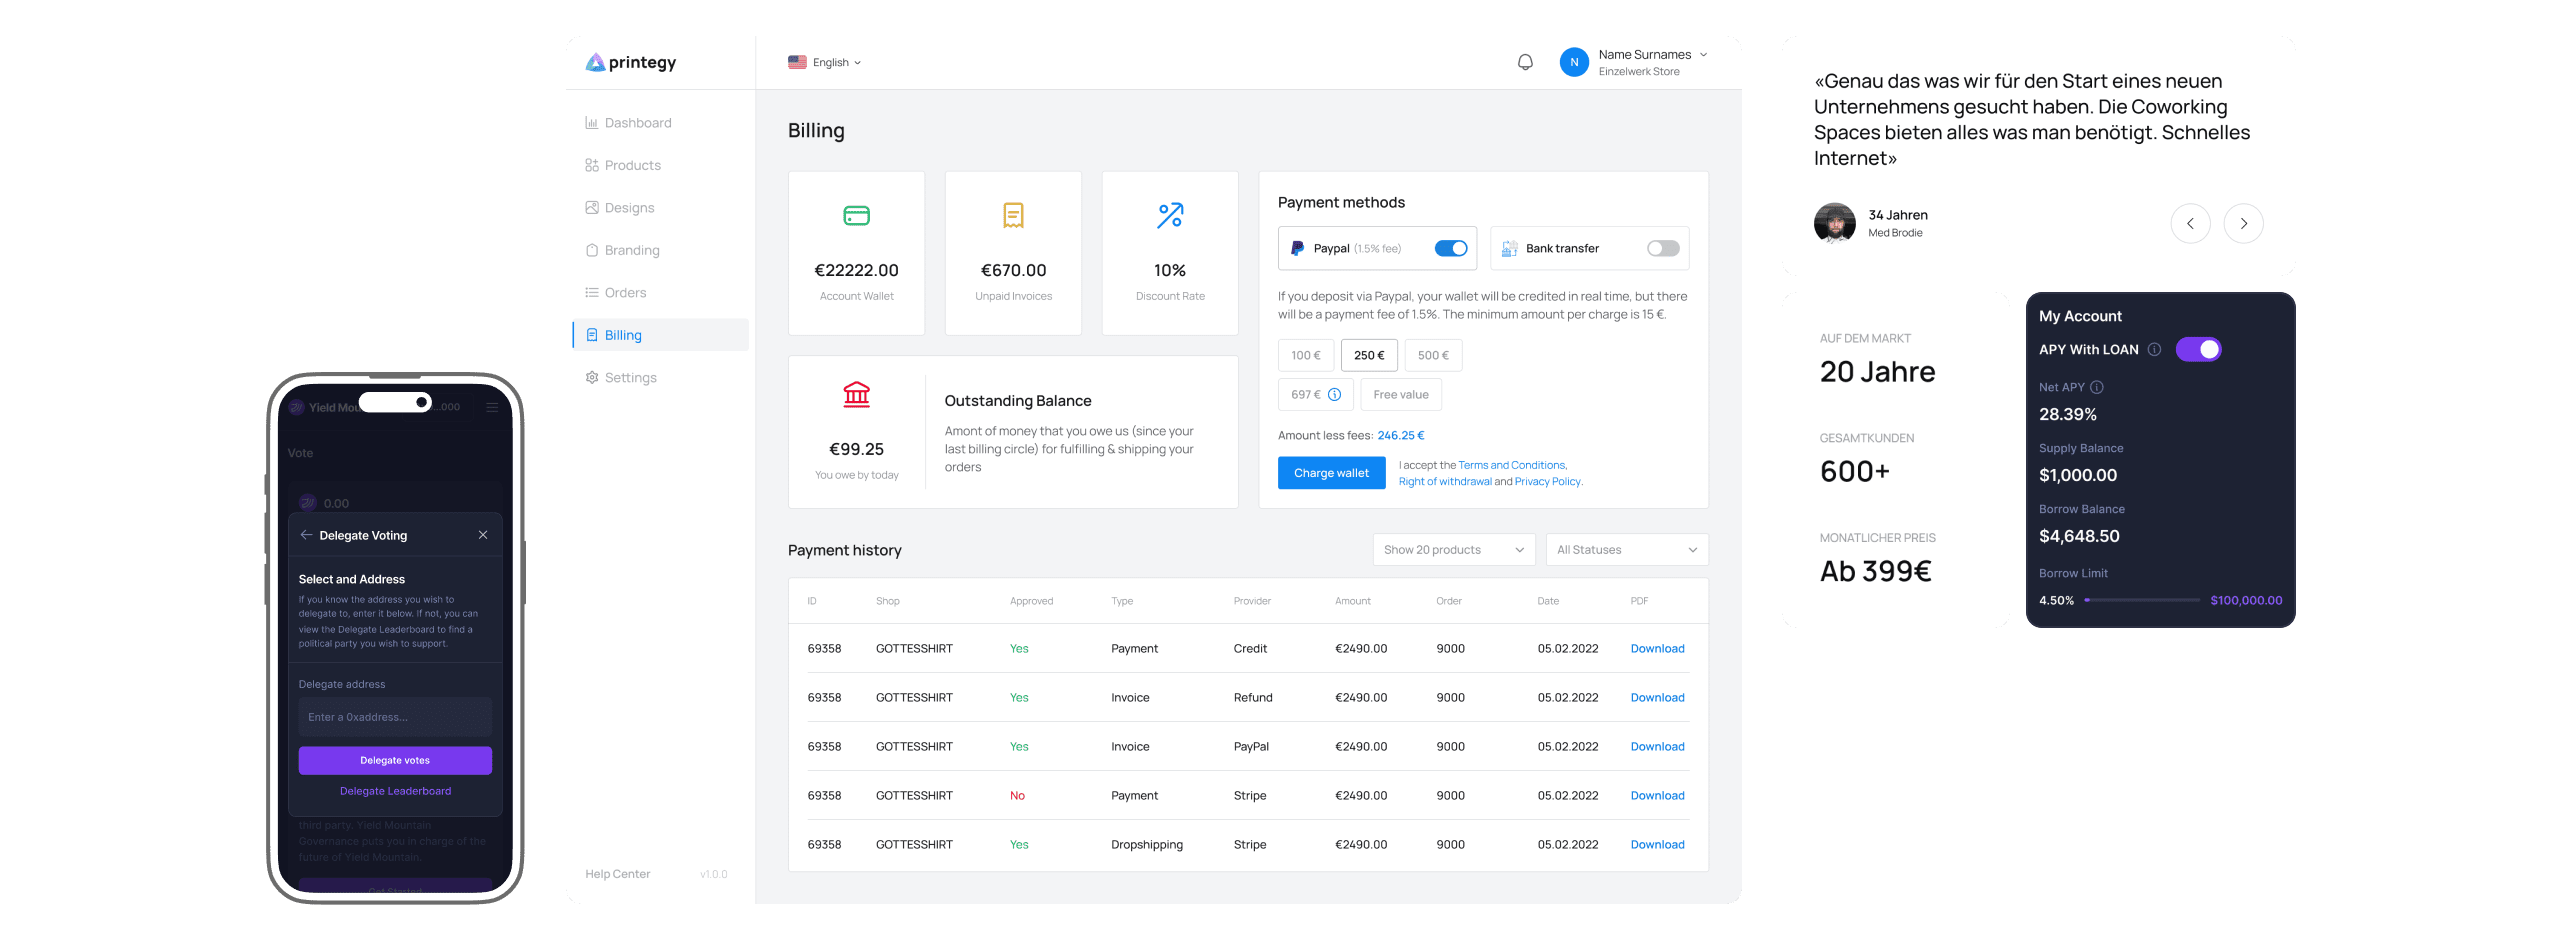 Yield Mou
...000
Vote
0.00
Delegate Voting
Select and Address
If you know the address you wish to
delegate to, enter it below. If not, you can
view the Delegate Leaderboard to find a
political party you wish to support.
Delegate address
Enter a 0xaddress...
Delegate votes
Delegate Leaderboard
third party. Yield Mountain
Governance puts you in charge of the
future of Yield Mountain.
Get Started
printegy
Dashboard
Products
Designs
Branding
Orders
Billing
Settings
Help Center v1.0.0
English
N
Name Surnames
Einzelwerk Store
Billing
€22222.00
Account Wallet
€670.00
Unpaid Invoices
10%
Discount Rate
€99.25
You owe by today
Outstanding Balance
Amont of money that you owe us (since your
last billing circle) for fulfilling & shipping your
orders
Payment methods
Paypal (1.5% fee)
Bank transfer
If you deposit via Paypal, your wallet will be credited in real time, but there
will be a payment fee of 1.5%. The minimum amount per charge is 15 €.
100 € 250 € 500 €
697 € Free value
Amount less fees: 246.25 €
Charge wallet
I accept the Terms and Conditions,
Right of withdrawal and Privacy Policy.
Payment history
Show 20 products
All Statuses
ID Shop Approved Type Provider Amount Order Date PDF
69358 GOTTESSHIRT Yes Payment Credit €2490.00 9000 05.02.2022 Download
69358 GOTTESSHIRT Yes Invoice Refund €2490.00 9000 05.02.2022 Download
69358 GOTTESSHIRT Yes Invoice PayPal €2490.00 9000 05.02.2022 Download
69358 GOTTESSHIRT No Payment Stripe €2490.00 9000 05.02.2022 Download
69358 GOTTESSHIRT Yes Dropshipping Stripe €2490.00 9000 05.02.2022 Download
«Genau das was wir für den Start eines neuen
Unternehmens gesucht haben. Die Coworking
Spaces bieten alles was man benötigt. Schnelles
Internet»
34 Jahren
Med Brodie
AUF DEM MARKT
20 Jahre
GESAMTKUNDEN
600+
MONATLICHER PREIS
Ab 399€
My Account
APY With LOAN
Net APY
28.39%
Supply Balance
$1,000.00
Borrow Balance
$4,648.50
Borrow Limit
4.50% $100,000.00